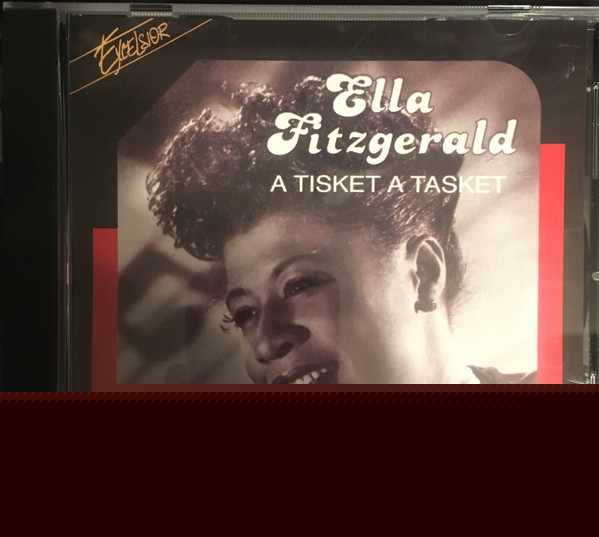 Excelsior
Ella
Fitzgerald
A TISKET A TASKET